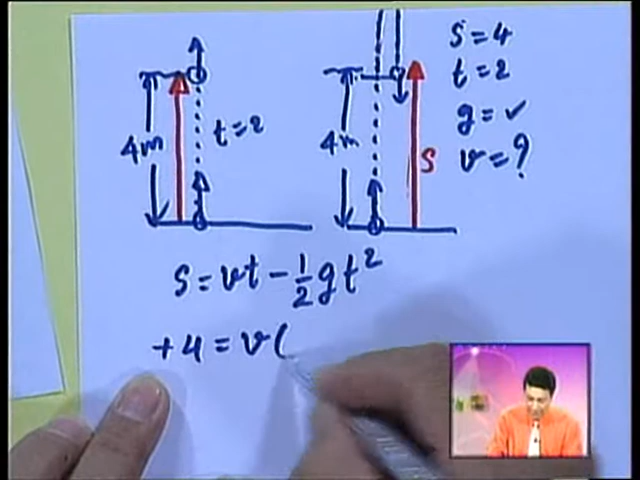 4m
t=2
4m
S
S=4
t=2
g=✓
v=?
S=vt-½gt²
+4=v(